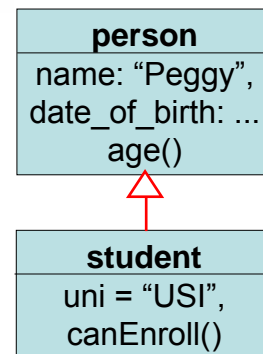 person
name: “Peggy”,
date_of_birth: ...
age()
student
uni = “USI”,
canEnroll()